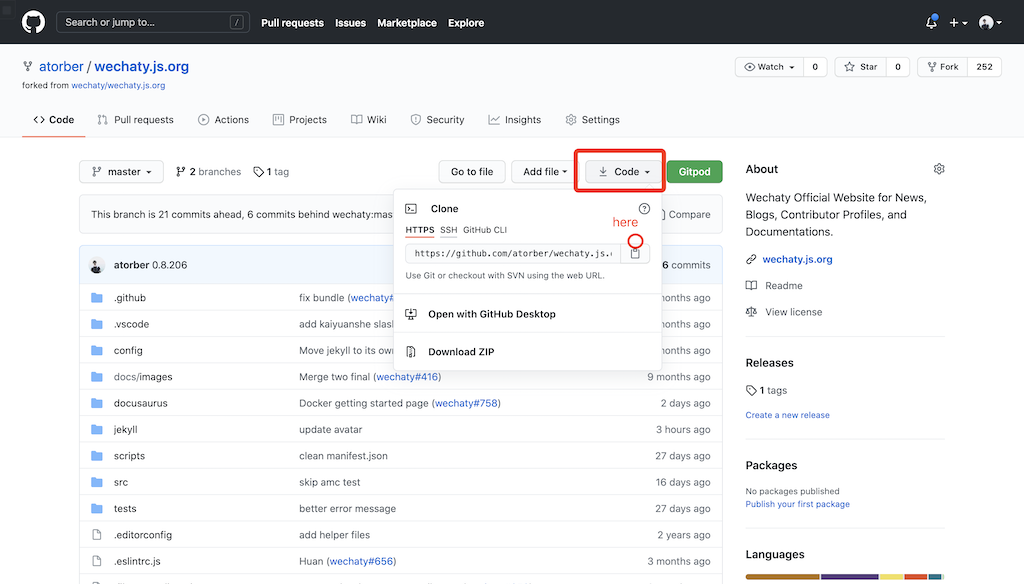 Search or jump to... /
Pull requests Issues Marketplace Explore
atorber / wechaty.js.org
forked from wechaty/wechaty.js.org
Watch 0 Star 0 Fork 252
Code Pull requests Actions Projects Wiki Security Insights Settings
master 2 branches 1 tag Go to file Add file Code Gitpod
This branch is 21 commits ahead, 6 commits behind wechaty:mas Compare
Clone
here
HTTPS SSH GitHub CLI
https://github.com/atorber/wechaty.js.
Use Git or checkout with SVN using the web URL.
Open with GitHub Desktop
Download ZIP
atorber 0.8.206 commits
.github fix bundle (wechaty#
.vscode add kaiyuanshe slas
config Move jekyll to its ow
docs/images Merge two final (wechaty#416) 9 months ago
docusaurus Docker getting started page (wechaty#758) 2 days ago
jekyll update avatar 3 hours ago
scripts clean manifest.json 27 days ago
src skip amc test 16 days ago
tests better error message 27 days ago
.editorconfig add helper files 2 years ago
.eslintrc.js Huan (wechaty#656) 3 months ago
About
Wechaty Official Website for News,
Blogs, Contributor Profiles, and
Documentations.
wechaty.js.org
Readme
View license
Releases
1 tags
Create a new release
Packages
No packages published
Publish your first package
Languages